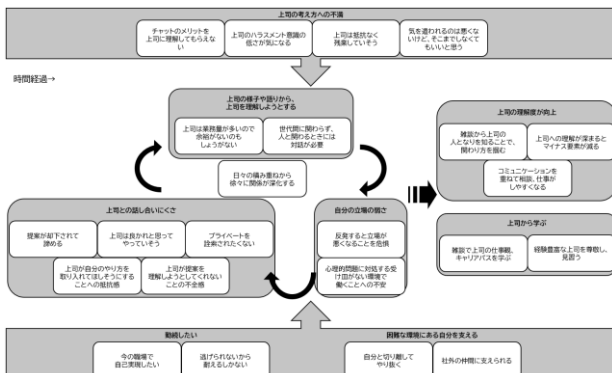 上司の考え方への不満
チャットのメリットを
上司に理解してもらえな
い
上司のハラスメント意識の
低さが気になる
上司は抵抗なく
残業していそう
気を遣われるのは悪くな
いけど、そこまでしなくて
もいいと思う
時間経過→
上司の様子や語りから、
上司を理解しようとする
上司は業務量が多いので
余裕がないのも
しょうがない
世代間に関わらず、
人と関わるときには
対話が必要
日々の積み重ねから
徐々に関係が深化する
上司の理解度が向上
雑談から上司の
人となりを知ることで、
関わり方を掴む
上司への理解が深まると
マイナス要素が減る
コミュニケーションを
重ねて相談、仕事が
しやすくなる
上司との話し合いにくさ
提案が却下されて
諦める
上司は良かれと思って
やっていそう
プライベートを
詮索されたくない
上司が自分のやり方を
取り入れてほしそうにする
ことへの抵抗感
上司が提案を
理解しようとしてくれない
ことの不全感
自分の立場の弱さ
反発すると立場が
悪くなることを危惧
心理的問題に対処する受
け皿がない環境で
働くことへの不安
上司から学ぶ
雑談で上司の仕事観、
キャリアパスを学ぶ
経験豊富な上司を尊敬し、
見習う
勤続したい
今の職場で
自己実現したい
逃げられないから
耐えるしかない
困難な環境にある自分を支える
自分と切り離して
やり抜く
社外の仲間に支えられる